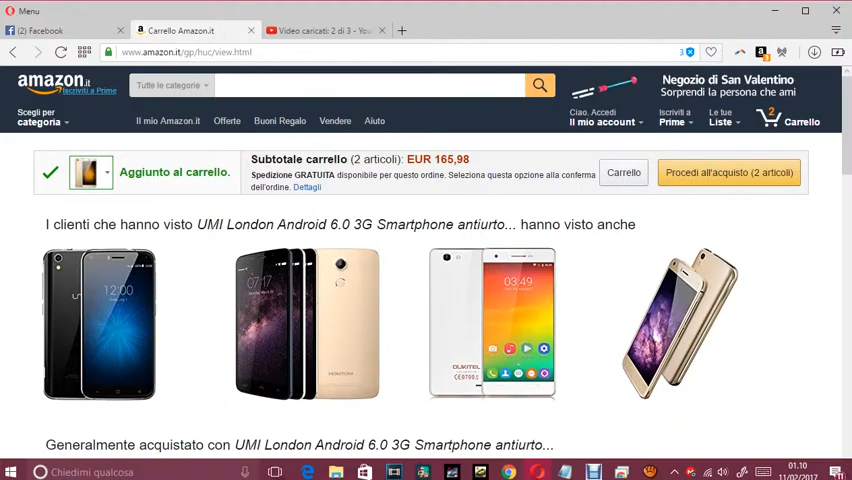 Menu
(2) Facebook
Carrello Amazon.it
Video caricati: 2 di 3 - You
www.amazon.it/gp/huc/view.html
3
amazon.it
Iscriviti a Prime
Tutte le categorie
Negozio di San Valentino
Sorprendi la persona che ami
Scegli per
categoria
Il mio Amazon.it
Offerte
Buoni Regalo
Vendere
Aiuto
Ciao. Accedi
Il mio account
Iscriviti a
Prime
Le tue
Liste
2
Carrello
Aggiunto al carrello.
Subtotale carrello (2 articoli): EUR 165,98
Spedizione GRATUITA disponibile per questo ordine. Seleziona questa opzione alla conferma
dell'ordine. Dettagli
Carrello
Procedi all'acquisto (2 articoli)
I clienti che hanno visto UMI London Android 6.0 3G Smartphone antiurto... hanno visto anche
12:00
07:17
HOMTOM
03:49
OUKITEL
Generalmente acquistato con UMI London Android 6.0 3G Smartphone antiurto...
Chiedimi qualcosa
01.10
11/02/2017